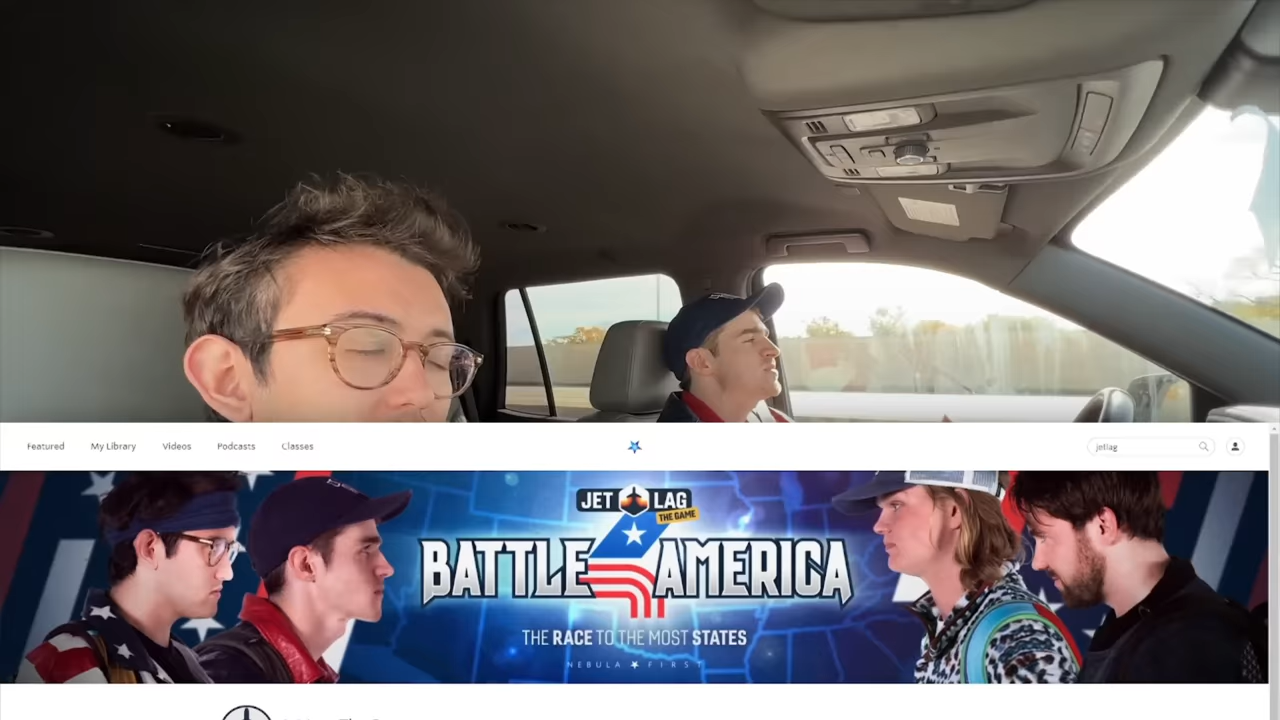 Featured
My Library
Videos
Podcasts
Classes
jetlag
JET LAG
THE GAME
BATTLE 4 AMERICA
THE RACE TO THE MOST STATES
NEBULA FIRST